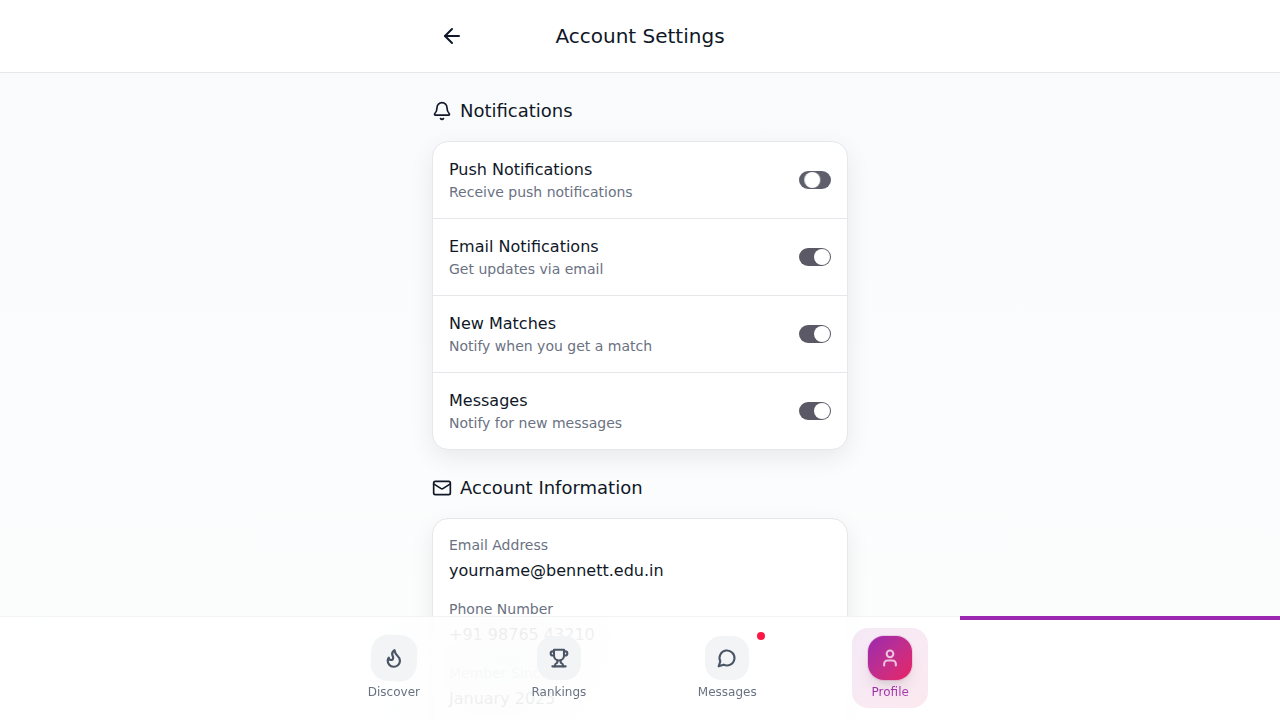 Account Settings
Notifications
Push Notifications
Receive push notifications
Email Notifications
Get updates via email
New Matches
Notify when you get a match
Messages
Notify for new messages
Account Information
Email Address
yourname@bennett.edu.in
Phone Number
+91 98765 43210
Member Since
January 2025
Discover
Rankings
Messages
Profile